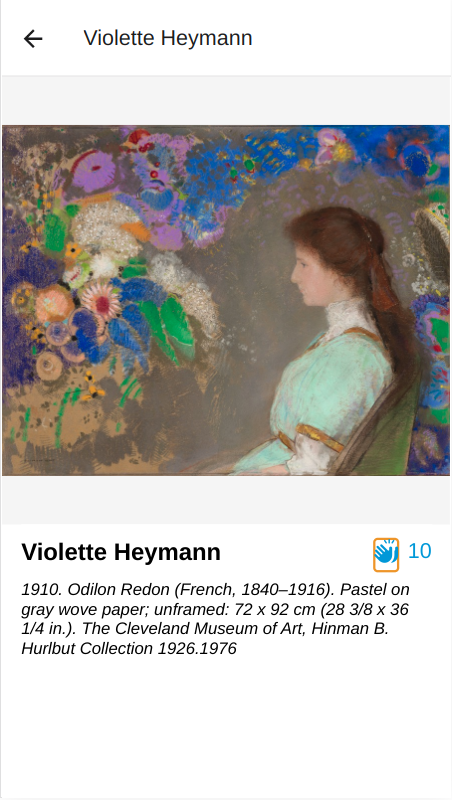 Violette Heymann
Violette Heymann
10
1910. Odilon Redon (French, 1840–1916). Pastel on
gray wove paper; unframed: 72 x 92 cm (28 3/8 x 36
1/4 in.). The Cleveland Museum of Art, Hinman B.
Hurlbut Collection 1926.1976